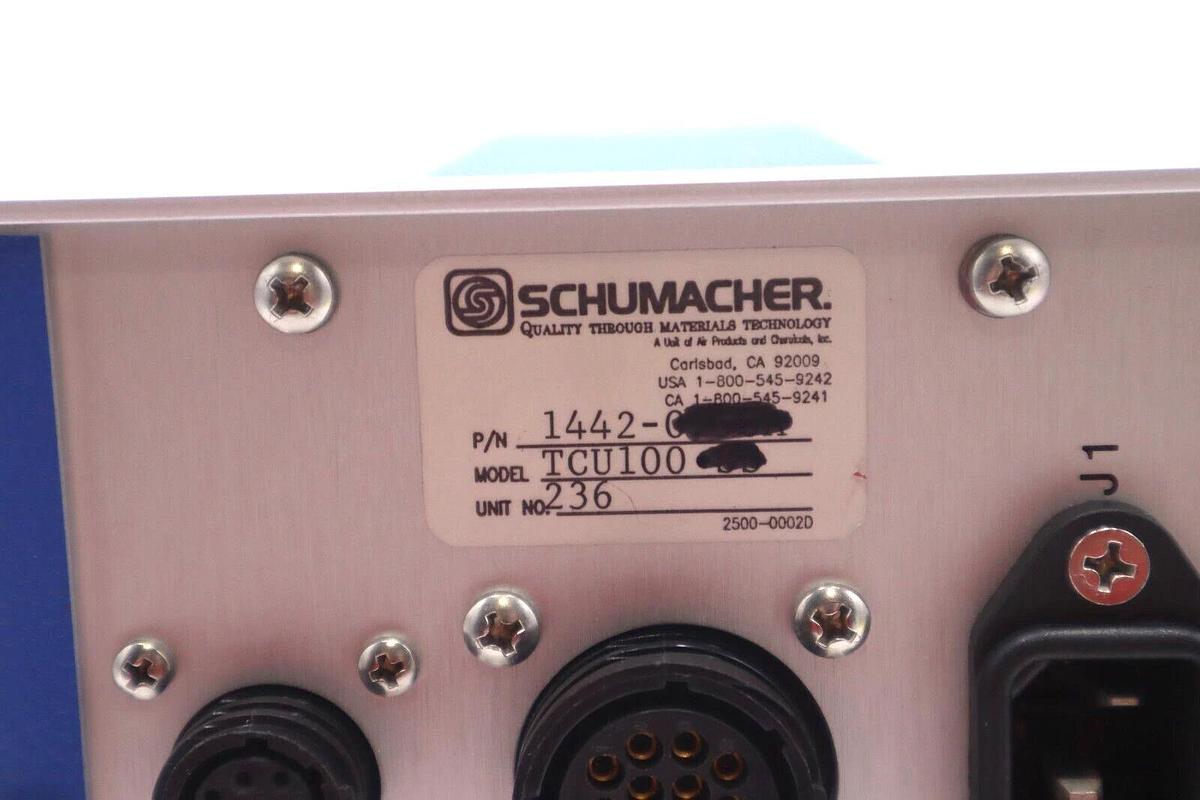 SCHUMACHER.
QUALITY THROUGH MATERIALS TECHNOLOGY
A Unit of Air Products and Chemicals, Inc.
Carlsbad, CA 92009
USA 1-800-545-9242
CA 1-800-545-9241
P/N 1442-0
MODEL TCU100
UNIT NO. 236
2500-0002D
J1